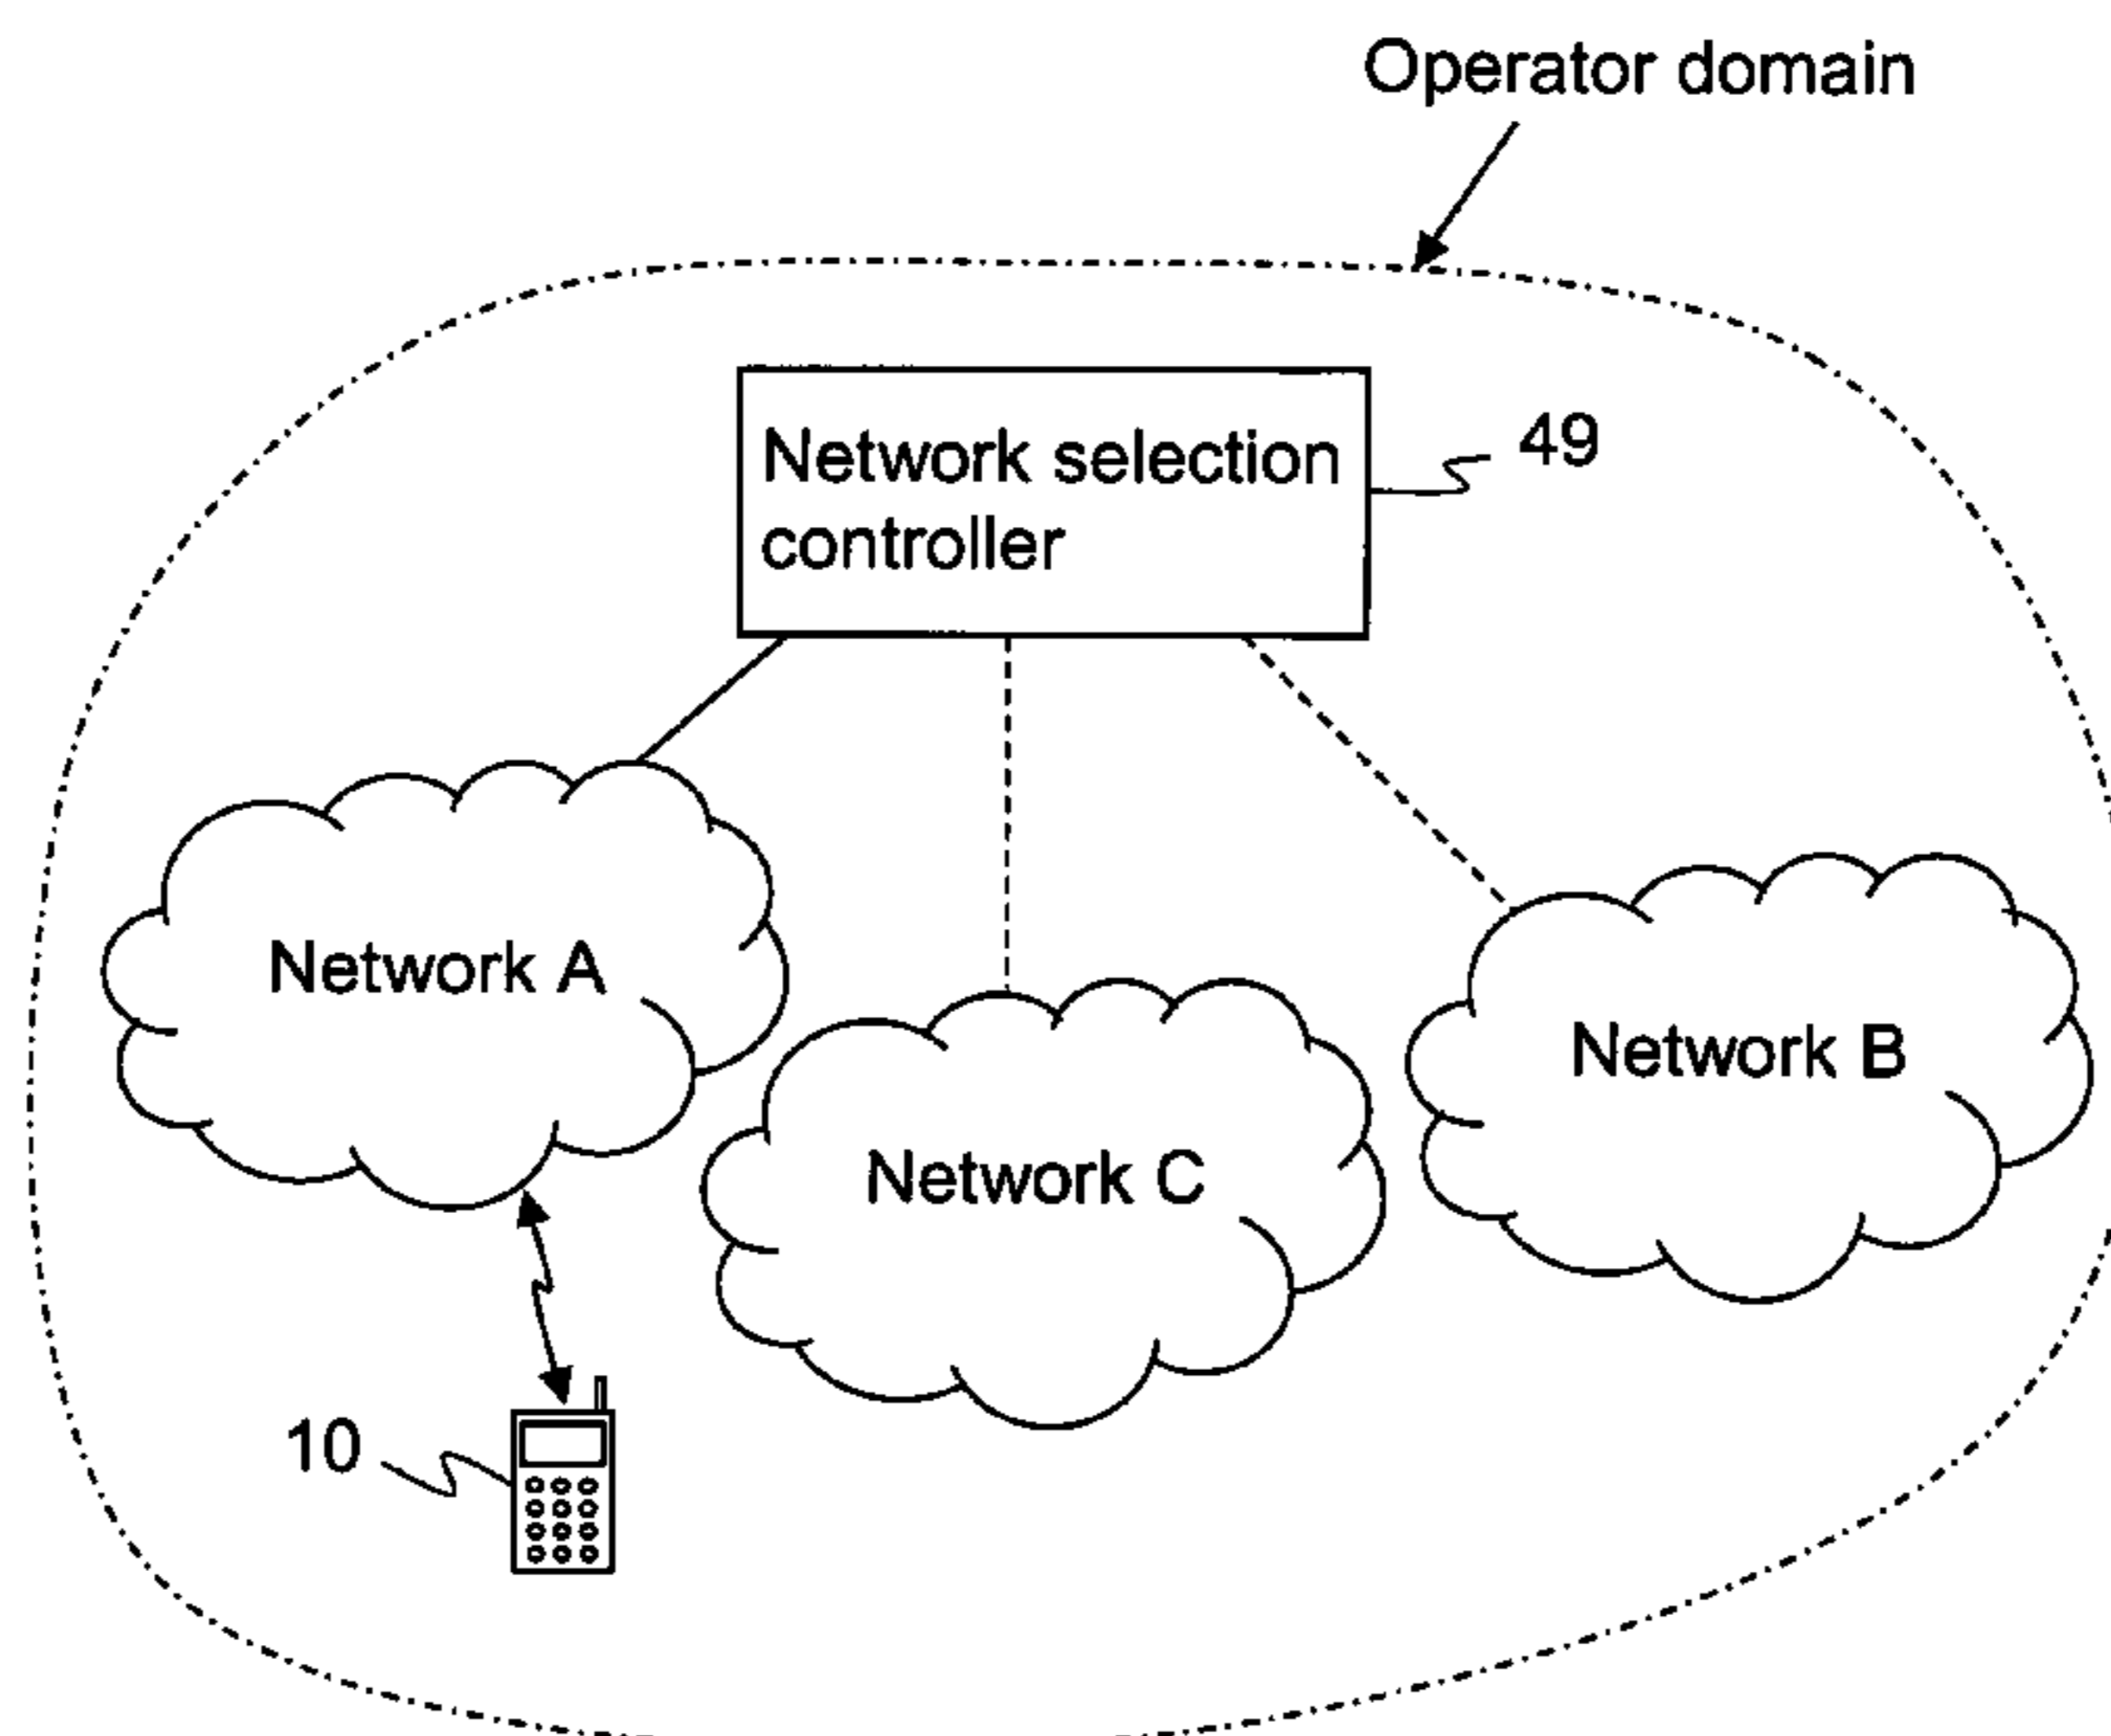 Operator domain
Network selection
controller
49
Network A
Network B
Network C
10